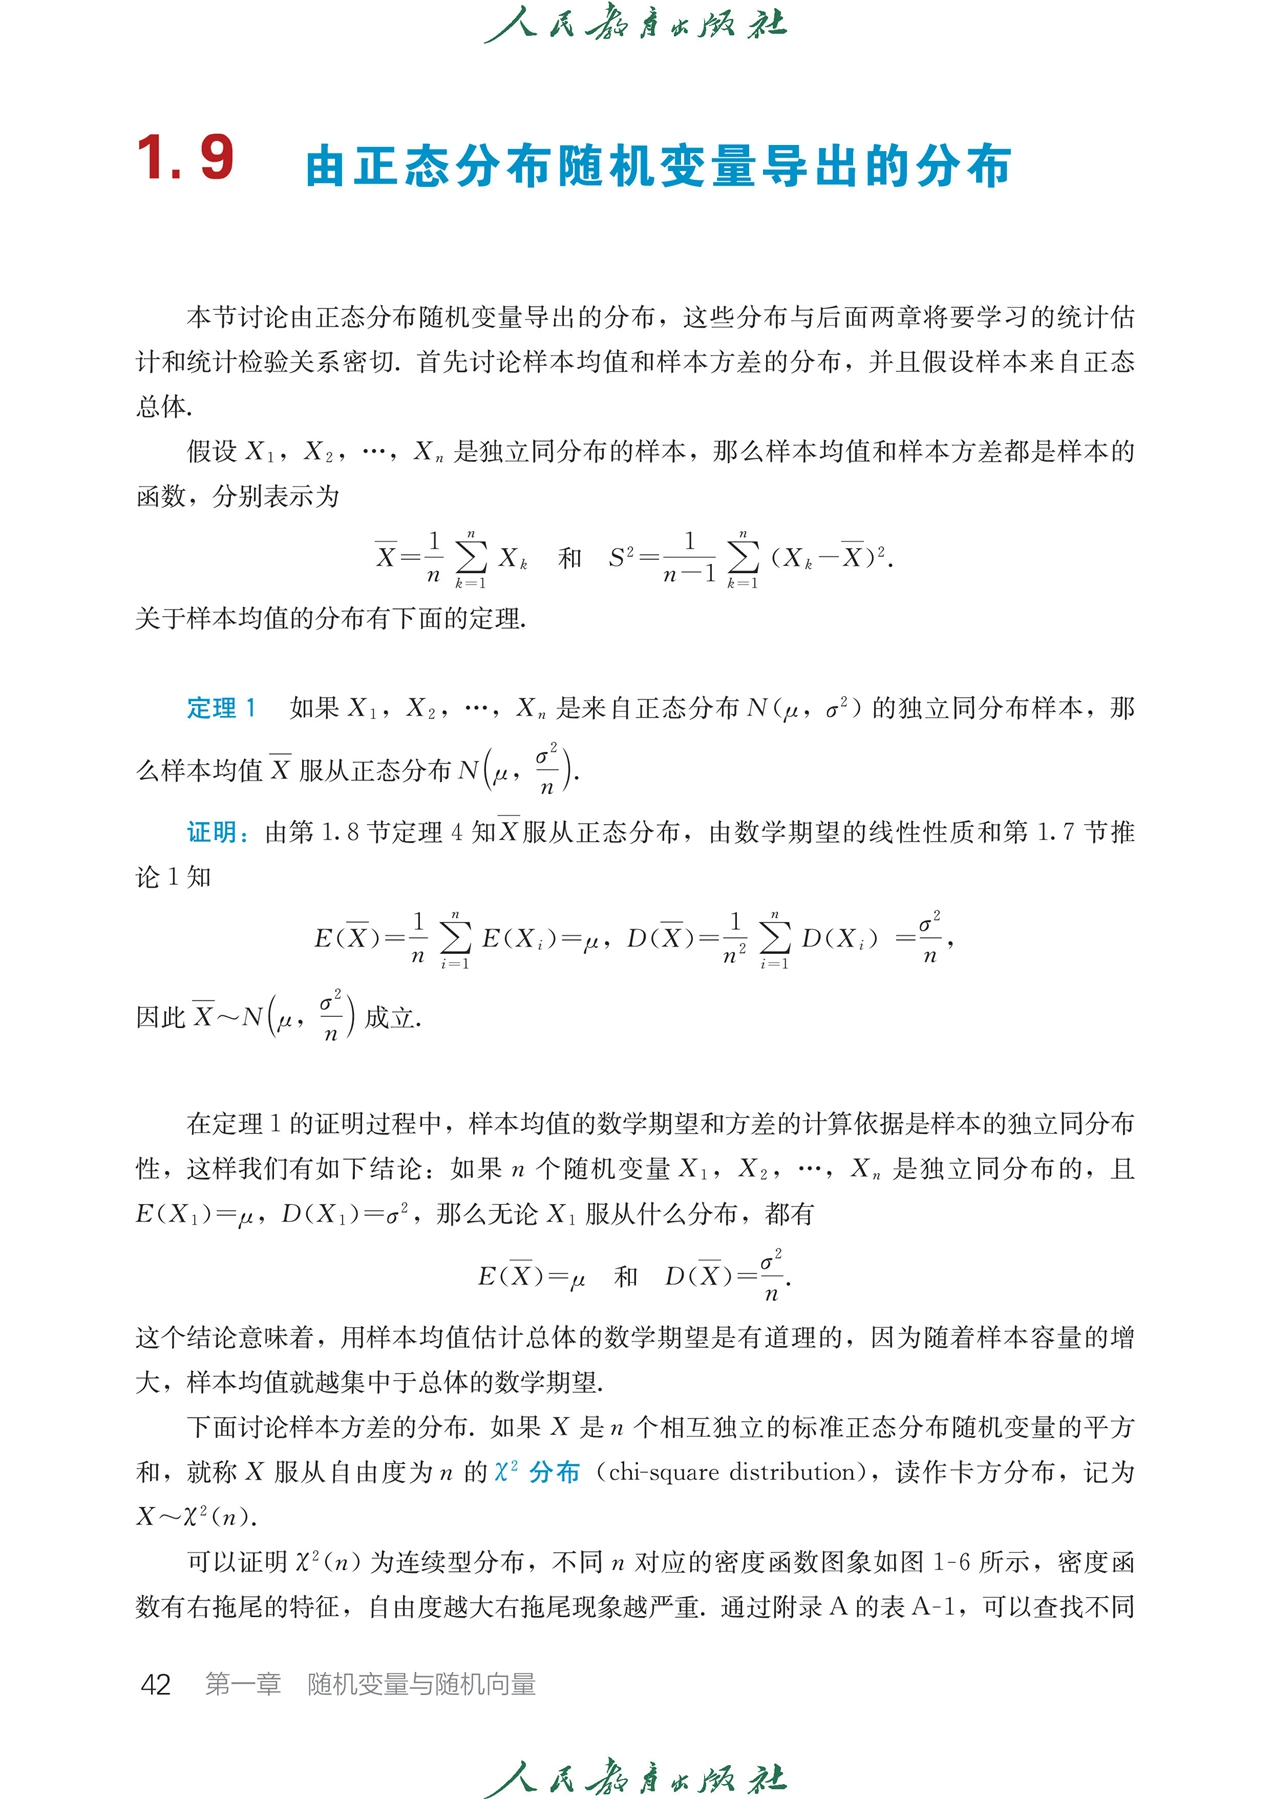 人民教育出版社
1.9 由正态分布随机变量导出的分布
本节讨论由正态分布随机变量导出的分布，这些分布与后面两章将要学习的统计估
计和统计检验关系密切．首先讨论样本均值和样本方差的分布，并且假设样本来自正态
总体．
假设 X₁，X₂，…，Xₙ 是独立同分布的样本，那么样本均值和样本方差都是样本的
函数，分别表示为
$\overline{X}=\frac{1}{n}\sum_{k=1}^{n}X_k$ 和 $S^2=\frac{1}{n-1}\sum_{k=1}^{n}(X_k-\overline{X})^2$.
关于样本均值的分布有下面的定理．
定理 1 如果 X₁，X₂，…，Xₙ 是来自正态分布 N(μ，σ²) 的独立同分布样本，那
么样本均值 $\overline{X}$ 服从正态分布 $N\left(\mu，\frac{\sigma^2}{n}\right)$.
证明：由第 1.8 节定理 4 知$\overline{X}$服从正态分布，由数学期望的线性性质和第 1.7 节推
论 1 知
$E(\overline{X})=\frac{1}{n}\sum_{i=1}^{n}E(X_i)=\mu，D(\overline{X})=\frac{1}{n^2}\sum_{i=1}^{n}D(X_i)=\frac{\sigma^2}{n}$，
因此 $\overline{X}\sim N\left(\mu，\frac{\sigma^2}{n}\right)$ 成立．
在定理 1 的证明过程中，样本均值的数学期望和方差的计算依据是样本的独立同分布
性，这样我们有如下结论：如果 n 个随机变量 X₁，X₂，…，Xₙ 是独立同分布的，且
E(X₁)=μ，D(X₁)=σ²，那么无论 X₁ 服从什么分布，都有
$E(\overline{X})=\mu$ 和 $D(\overline{X})=\frac{\sigma^2}{n}$.
这个结论意味着，用样本均值估计总体的数学期望是有道理的，因为随着样本容量的增
大，样本均值就越集中于总体的数学期望．
下面讨论样本方差的分布．如果 X 是 n 个相互独立的标准正态分布随机变量的平方
和，就称 X 服从自由度为 n 的 χ² 分布（chi-square distribution），读作卡方分布，记为
X～χ²(n)．
可以证明 χ²(n) 为连续型分布，不同 n 对应的密度函数图象如图 1-6 所示，密度函
数有右拖尾的特征，自由度越大右拖尾现象越严重．通过附录 A 的表 A-1，可以查找不同
42 第一章 随机变量与随机向量
人民教育出版社